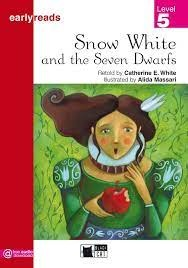 earlyreads
Level
5
Snow White
and the Seven Dwarfs
Retold by Catherine E. White
Illustrated by Alida Massari
BLACK
CAT